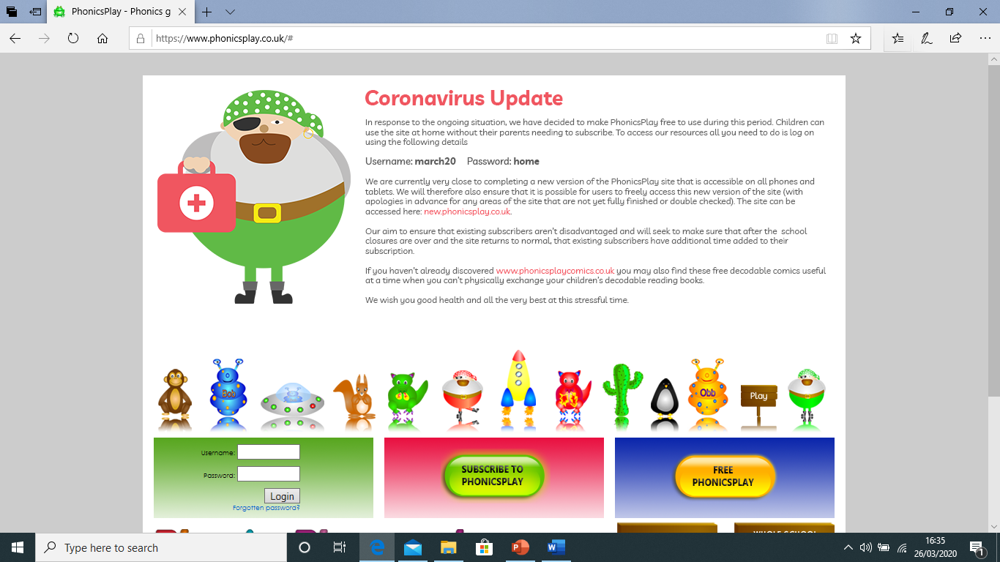 PhonicsPlay - Phonics g
https://www.phonicsplay.co.uk/#
Coronavirus Update
In response to the ongoing situation, we have decided to make PhonicsPlay free to use during this period. Children can
use the site at home without their parents needing to subscribe. To access our resources all you need to do is log on
using the following details
Username: march20 Password: home
We are currently very close to completing a new version of the PhonicsPlay site that is accessible on all phones and
tablets. We will therefore also ensure that it is possible for users to freely access this new version of the site (with
apologies in advance for any areas of the site that are not yet fully finished or double checked). The site can be
accessed here: new.phonicsplay.co.uk.
Our aim to ensure that existing subscribers aren't disadvantaged and will seek to make sure that after the school
closures are over and the site returns to normal, that existing subscribers have additional time added to their
subscription.
If you haven't already discovered www.phonicsplaycomics.co.uk you may also find these free decodable comics useful
at a time when you can't physically exchange your children's decodable reading books.
We wish you good health and all the very best at this stressful time.
Bob
Obb
Play
Username:
Password:
Login
Forgotten password?
SUBSCRIBE TO
PHONICSPLAY
FREE
PHONICSPLAY
WHOLE SCHOOL
Type here to search
16:35
26/03/2020
1